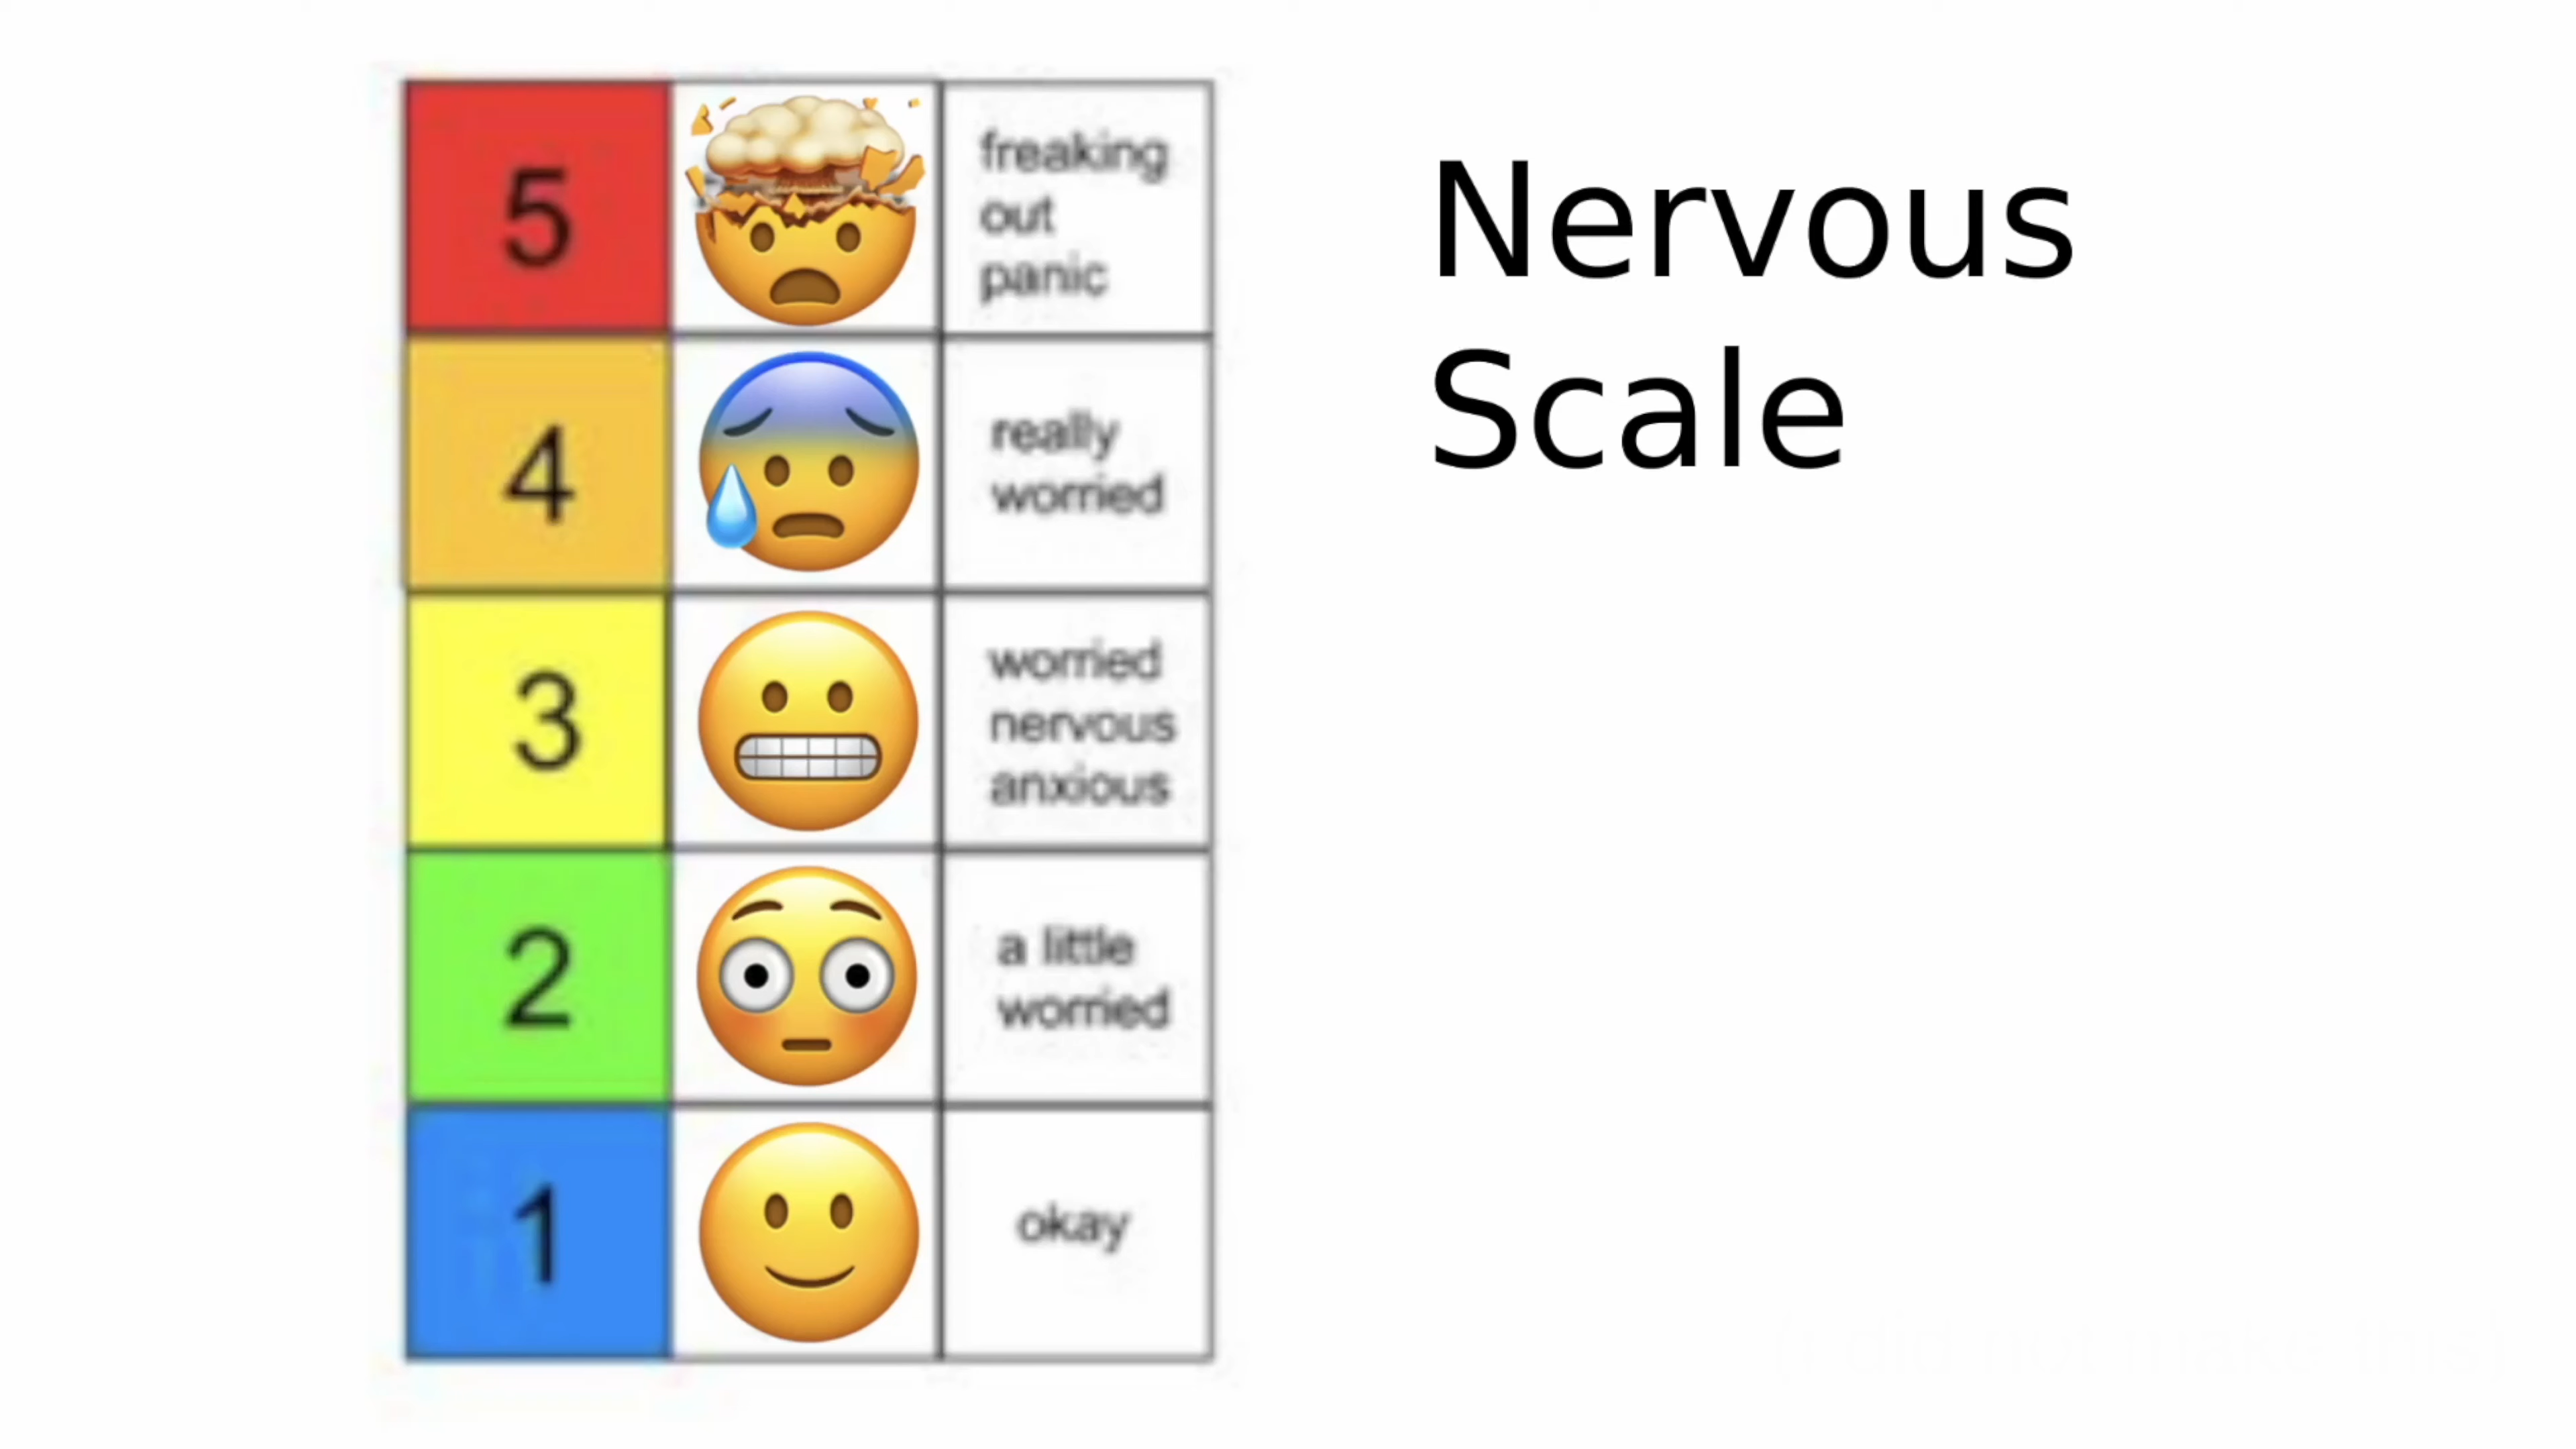 5
freaking
out
panic
4
really
worried
3
worried
nervous
anxious
2
a little
worried
1
okay
Nervous
Scale